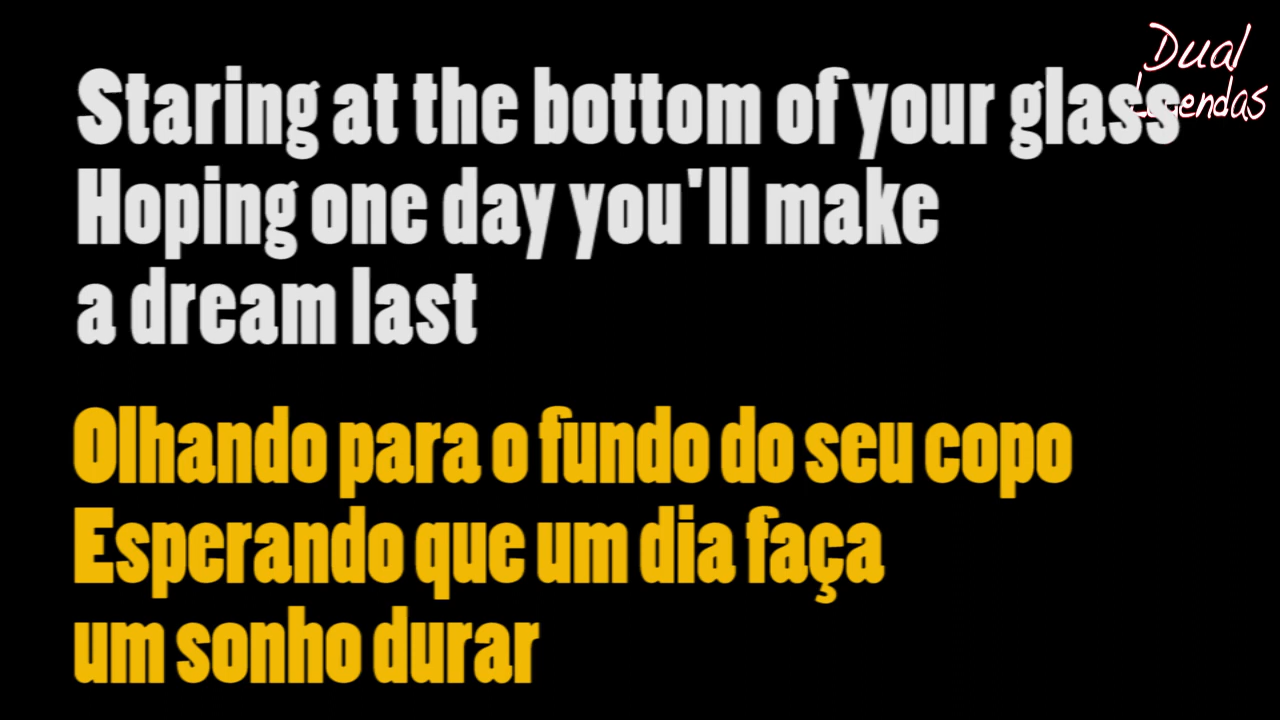 Dual
Legendas
Staring at the bottom of your glass
Hoping one day you'll make
a dream last
Olhando para o fundo do seu copo
Esperando que um dia faça
um sonho durar